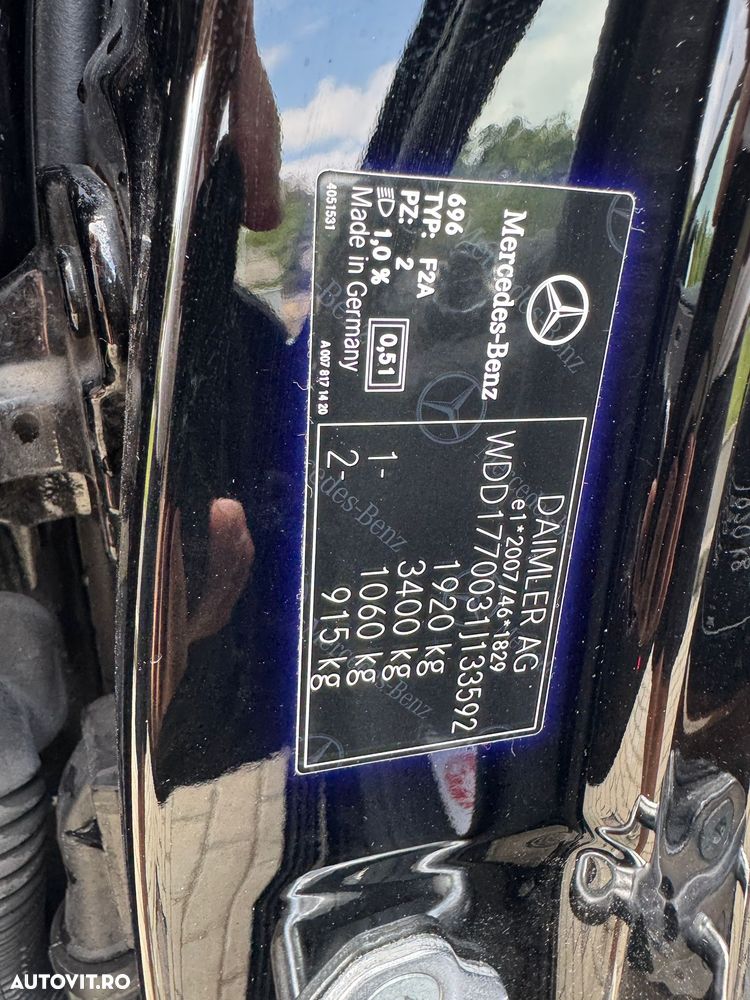 Mercedes-Benz
696
TYP: F2A
PZ: 2
1,0 %
0,51
Made in Germany
4051531
A 007 817 14 20
DAIMLER AG
e1*2007/46*1829
WDD1770031J133592
1920 kg
3400 kg
1- 1060 kg
2- 915 kg
AUTOVIT.RO